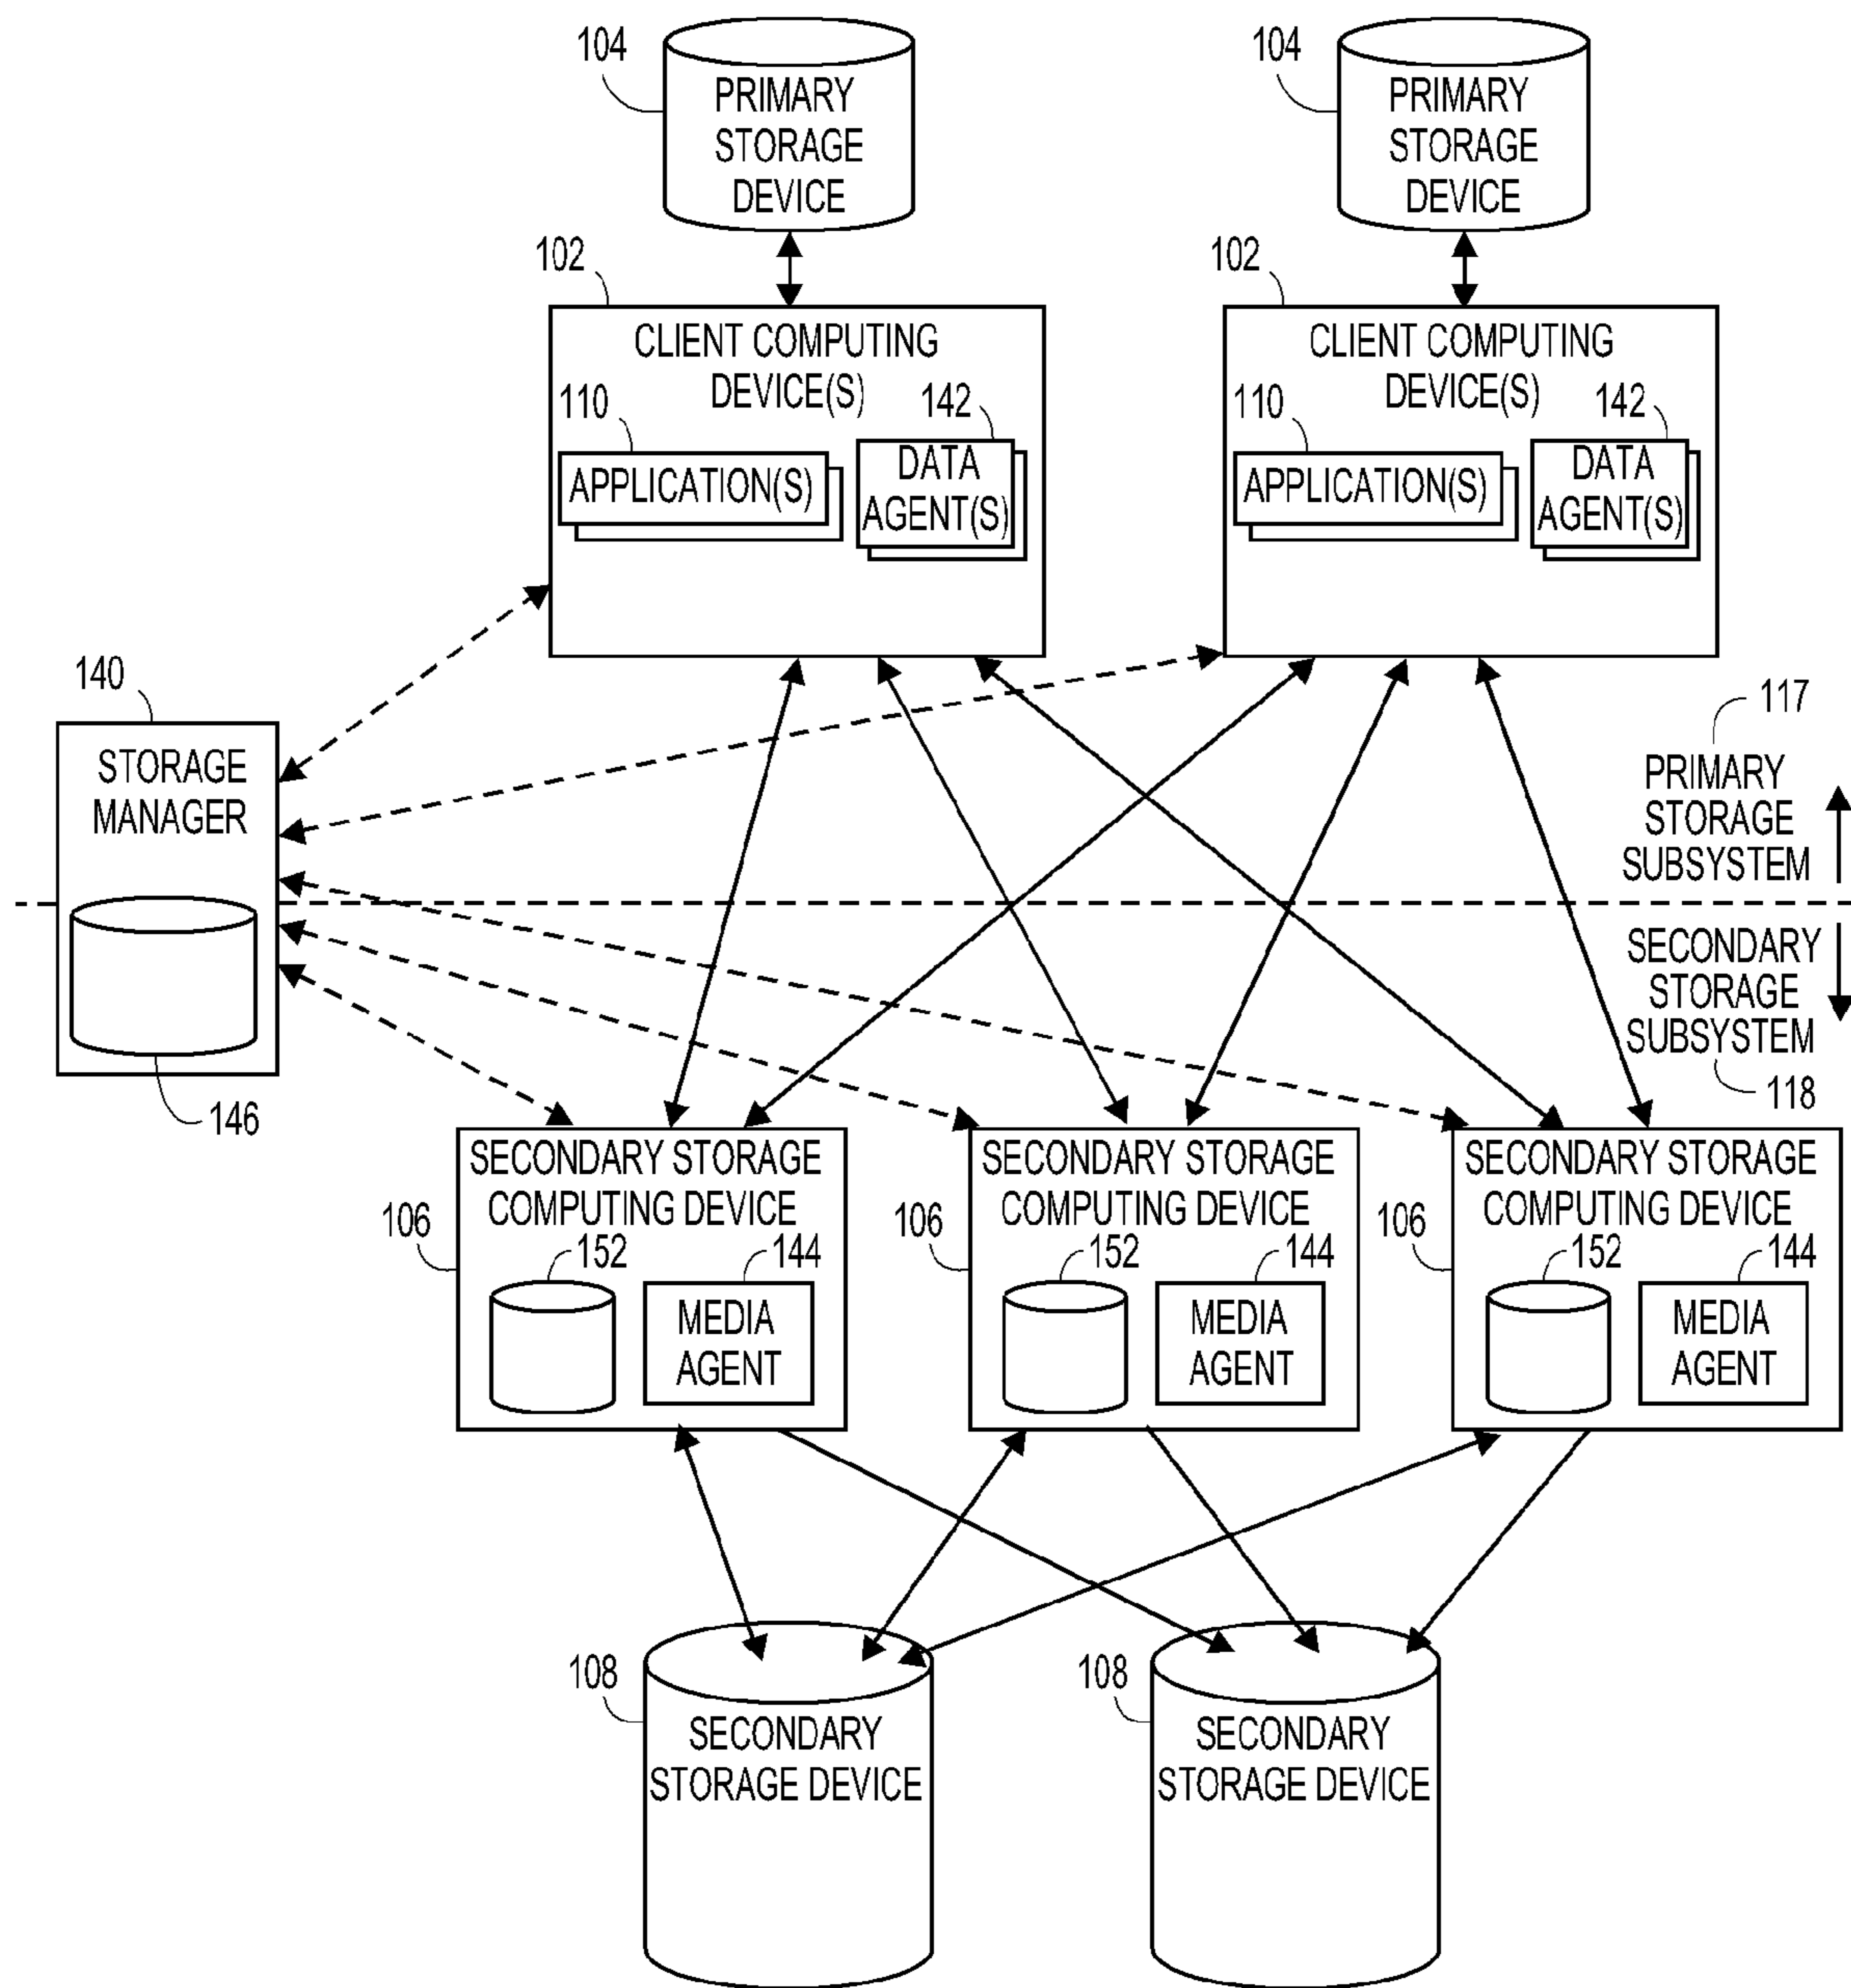 104
PRIMARY
STORAGE
DEVICE
104
PRIMARY
STORAGE
DEVICE
102
CLIENT COMPUTING
DEVICE(S)
110
142
APPLICATION(S)
DATA
AGENT(S)
102
CLIENT COMPUTING
DEVICE(S)
110
142
APPLICATION(S)
DATA
AGENT(S)
140
STORAGE
MANAGER
146
117
PRIMARY
STORAGE
SUBSYSTEM
SECONDARY
STORAGE
SUBSYSTEM
118
SECONDARY STORAGE
COMPUTING DEVICE
106
152
144
MEDIA
AGENT
SECONDARY STORAGE
COMPUTING DEVICE
106
152
144
MEDIA
AGENT
SECONDARY STORAGE
COMPUTING DEVICE
106
152
144
MEDIA
AGENT
108
SECONDARY
STORAGE DEVICE
108
SECONDARY
STORAGE DEVICE